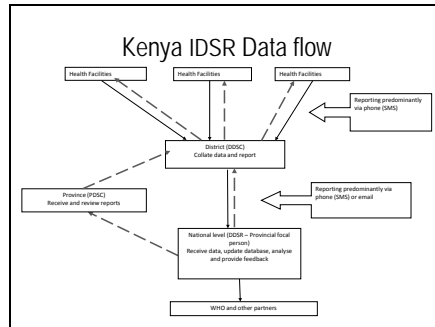 Kenya IDSR Data flow
Health Facilities
Health Facilities
Health Facilities
Reporting predominantly
via phone (SMS)
District (DDSC)
Collate data and report
Province (PDSC)
Receive and review reports
Reporting predominantly via
phone (SMS) or email
National level (DDSR – Provincial focal
person)
Receive data, update database, analyse
and provide feedback
WHO and other partners